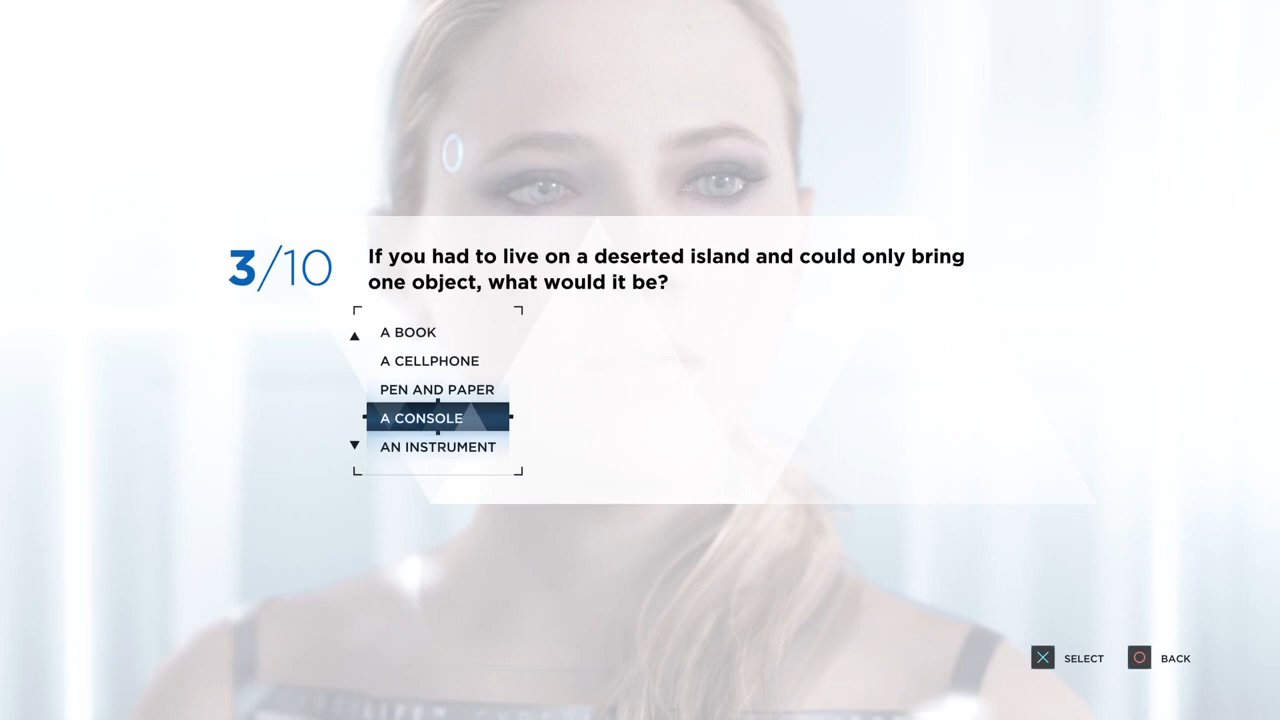 3/10
If you had to live on a deserted island and could only bring
one object, what would it be?
A BOOK
A CELLPHONE
PEN AND PAPER
A CONSOLE
AN INSTRUMENT
SELECT
BACK